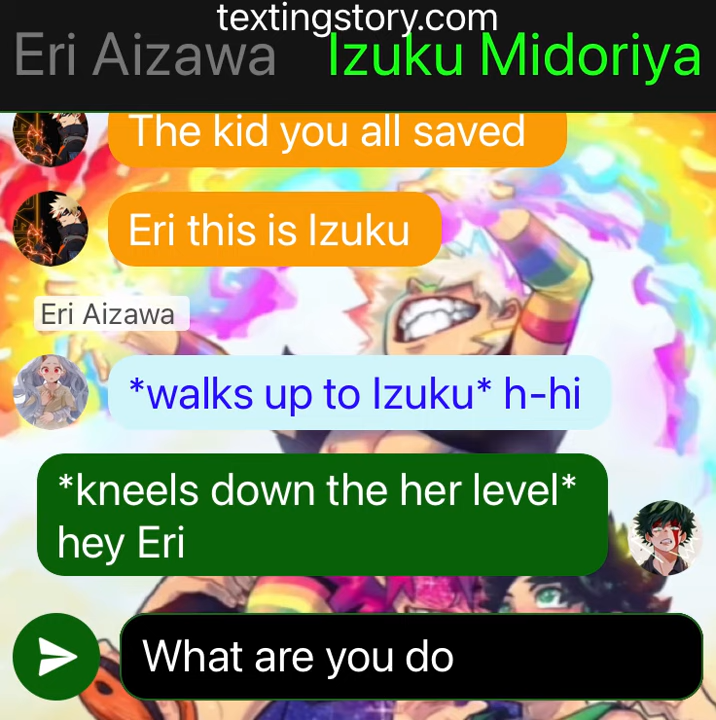 textingstory.com
Eri Aizawa Izuku Midoriya
The kid you all saved
Eri this is Izuku
Eri Aizawa
*walks up to Izuku* h-hi
*kneels down the her level*
hey Eri
What are you do